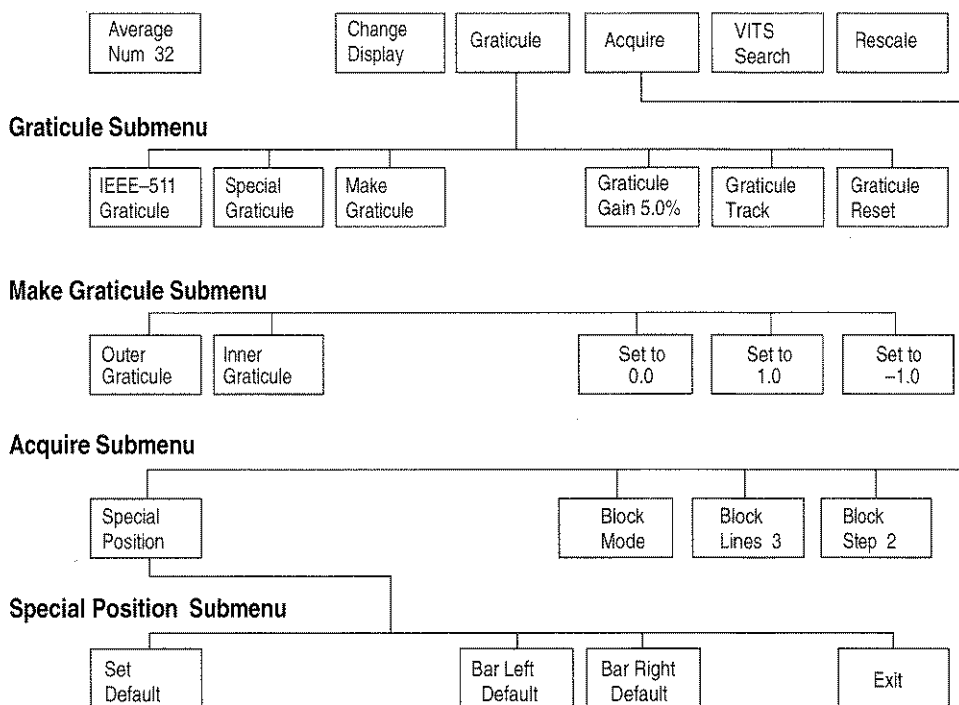 Average
Num 32
Change
Display
Graticule
Acquire
VITS
Search
Rescale
Graticule Submenu
IEEE–511
Graticule
Special
Graticule
Make
Graticule
Graticule
Gain 5.0%
Graticule
Track
Graticule
Reset
Make Graticule Submenu
Outer
Graticule
Inner
Graticule
Set to
0.0
Set to
1.0
Set to
–1.0
Acquire Submenu
Special
Position
Block
Mode
Block
Lines 3
Block
Step 2
Special Position Submenu
Set
Default
Bar Left
Default
Bar Right
Default
Exit